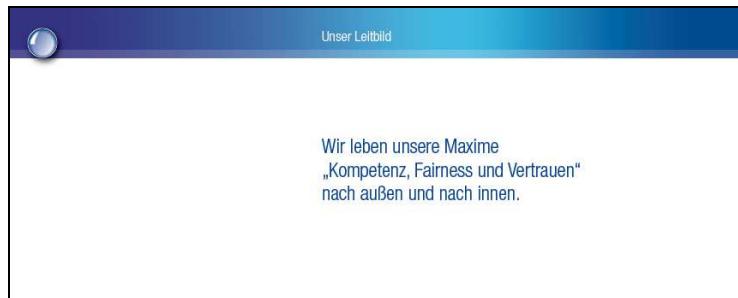 Unser Leitbild
Wir leben unsere Maxime
„Kompetenz, Fairness und Vertrauen“
nach außen und nach innen.